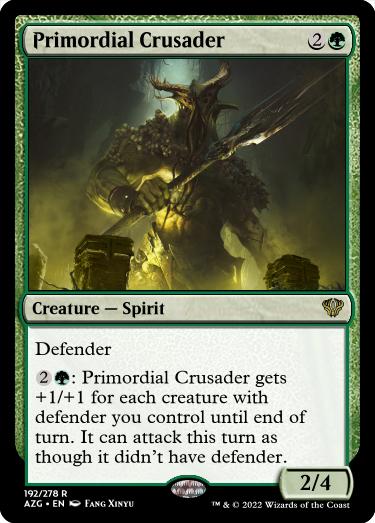 Primordial Crusader 2
Creature — Spirit
Defender
2: Primordial Crusader gets
+1/+1 for each creature with
defender you control until end of
turn. It can attack this turn as
though it didn't have defender.
2/4
192/278 R
AZG • EN Fang Xinyu
™ & © 2022 Wizards of the Coast